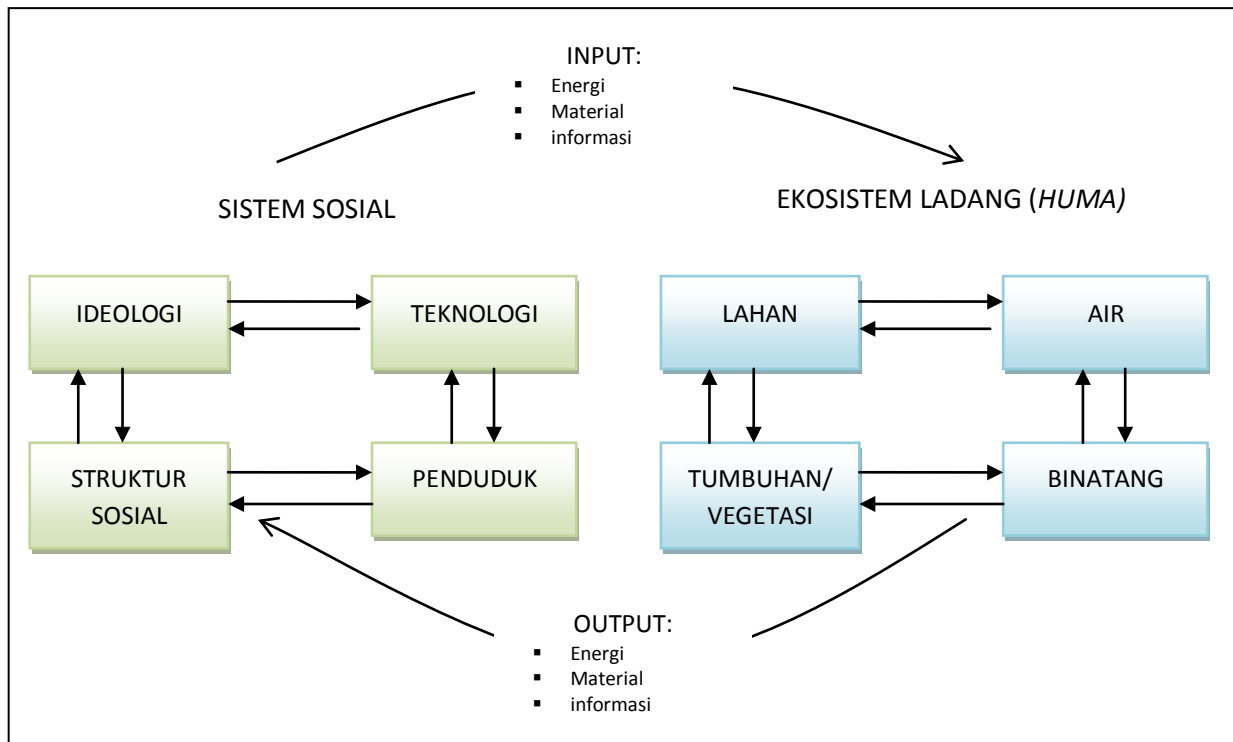 INPUT:
▪ Energi
▪ Material
▪ informasi
SISTEM SOSIAL
EKOSISTEM LADANG (HUMA)
IDEOLOGI
TEKNOLOGI
LAHAN
AIR
STRUKTUR
SOSIAL
PENDUDUK
TUMBUHAN/
VEGETASI
BINATANG
OUTPUT:
▪ Energi
▪ Material
▪ informasi